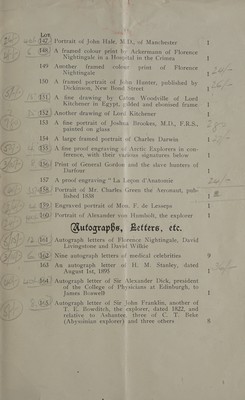 Lot
147 Portrait of John Hale, M.D., of Manchester 1
148 A framed colour print by Ackermann of Florence
Nightingale in a Hospital in the Crimea 1
149 Another framed colour print of Florence
Nightingale 1
150 A framed portrait of John Hunter, published by
Dickinson, New Bond Street 1
151 A fine drawing by Caton Woodville of Lord
Kitchener in Egypt, gilded and ebonised frame 1
152 Another drawing of Lord Kitchener 1
153 A fine portrait of Joshua Brookes, M.D., F.R.S.,
painted on glass 1
154 A large framed portrait of Charles Darwin 1
155 A fine proof engraving of Arctic Explorers in con-
ference, with their various signatures below 1
156 Print of General Gordon and the slave hunters of
Darfour 1
157 A proof engraving "La Leçon d'Anatomie 1
158 Portrait of Mr. Charles Green the Aeronaut, pub-
lished 1838 1
159 Engraved portrait of Mons. F. de Lesseps 1
160 Portrait of Alexander von Humbolt, the explorer 1
Autographs, Letters, etc.
161 Autograph letters of Florence Nightingale, David
Livingstone and David Wilkie
162 Nine autograph letters of medical celebrities 9
163 An autograph letter of H. M. Stanley, dated
August 1st, 1895 1
164 Autograph letter of Sir Alexander Dick, president
of the College of Physicians at Edinburgh, to
James Boswell 1
165 Autograph letter of Sir John Franklin, another of
T. E. Bowditch, the explorer, dated 1822, and
relative to Ashantee, three of C. T. Beke
(Abyssinian explorer) and three others 8